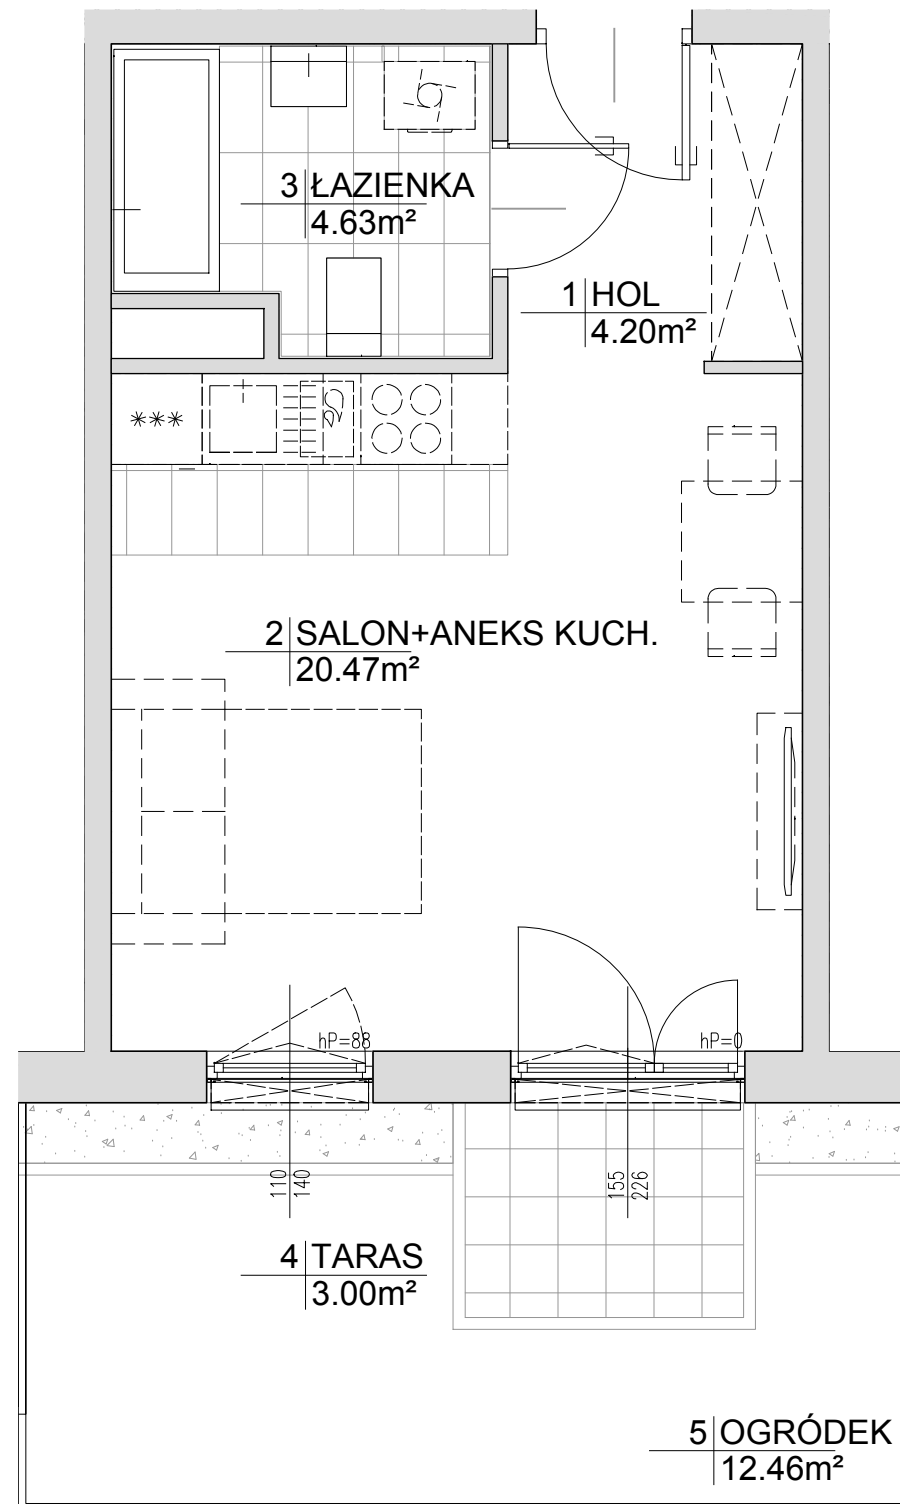 3 ŁAZIENKA
4.63m²
1 HOL
4.20m²
***
2 SALON+ANEKS KUCH.
20.47m²
hP=88
hP=0
110
140
155
226
4 TARAS
3.00m²
5 OGRÓDEK
12.46m²